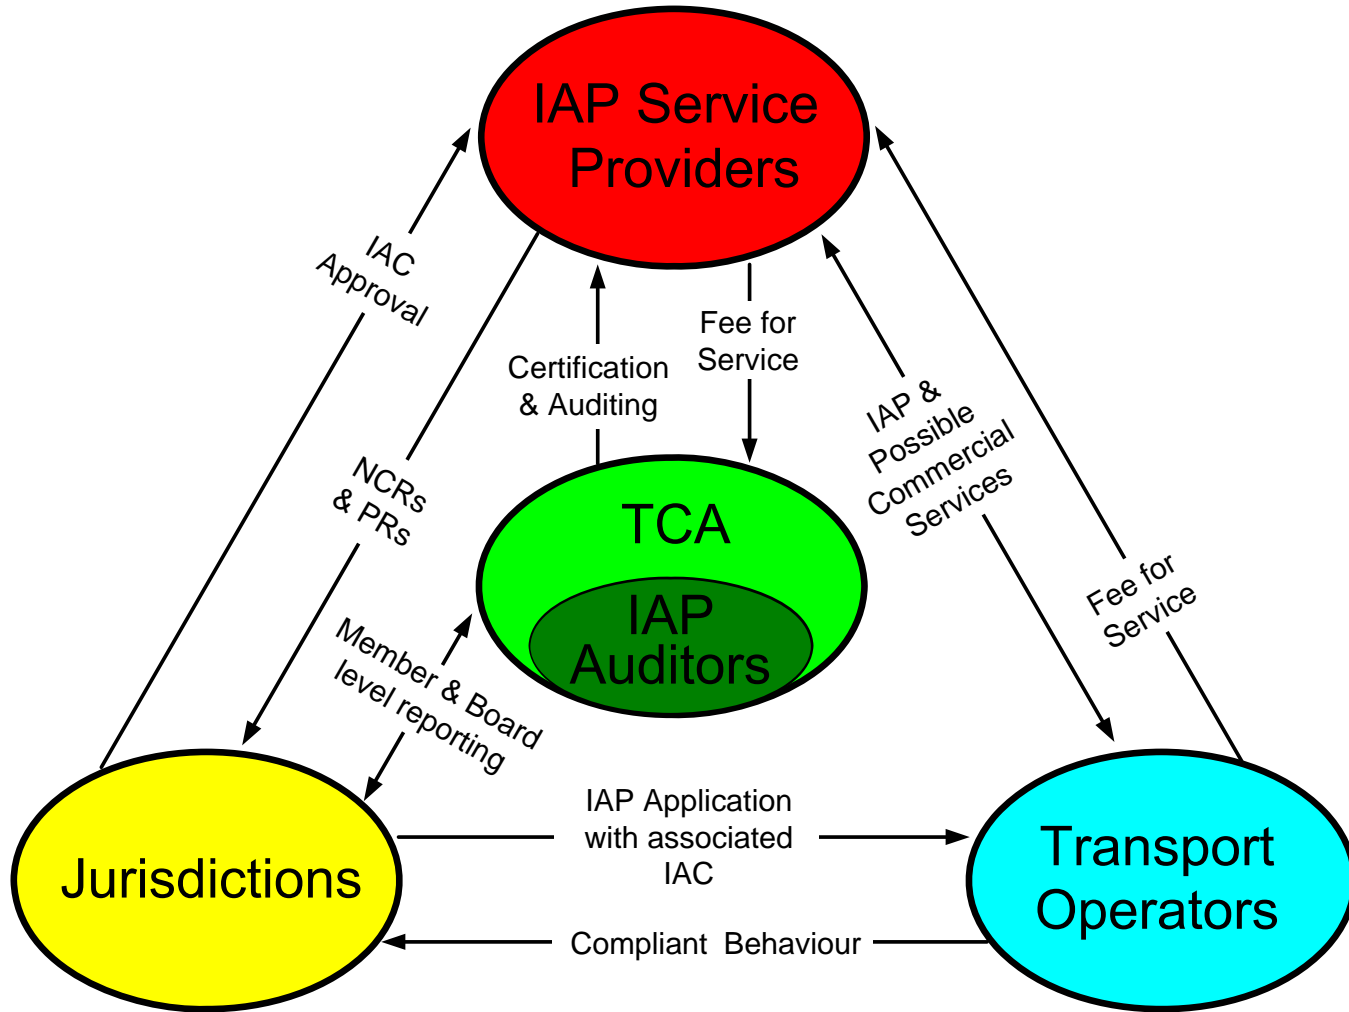 IAP Service
Providers
IAC
Approval
Fee for
Service
Certification
& Auditing
IAP &
Possible
Commercial
Services
NCRs
& PRs
TCA
IAP
Auditors
Fee for
Service
Member & Board
level reporting
IAP Application
with associated
IAC
Jurisdictions
Transport
Operators
Compliant Behaviour